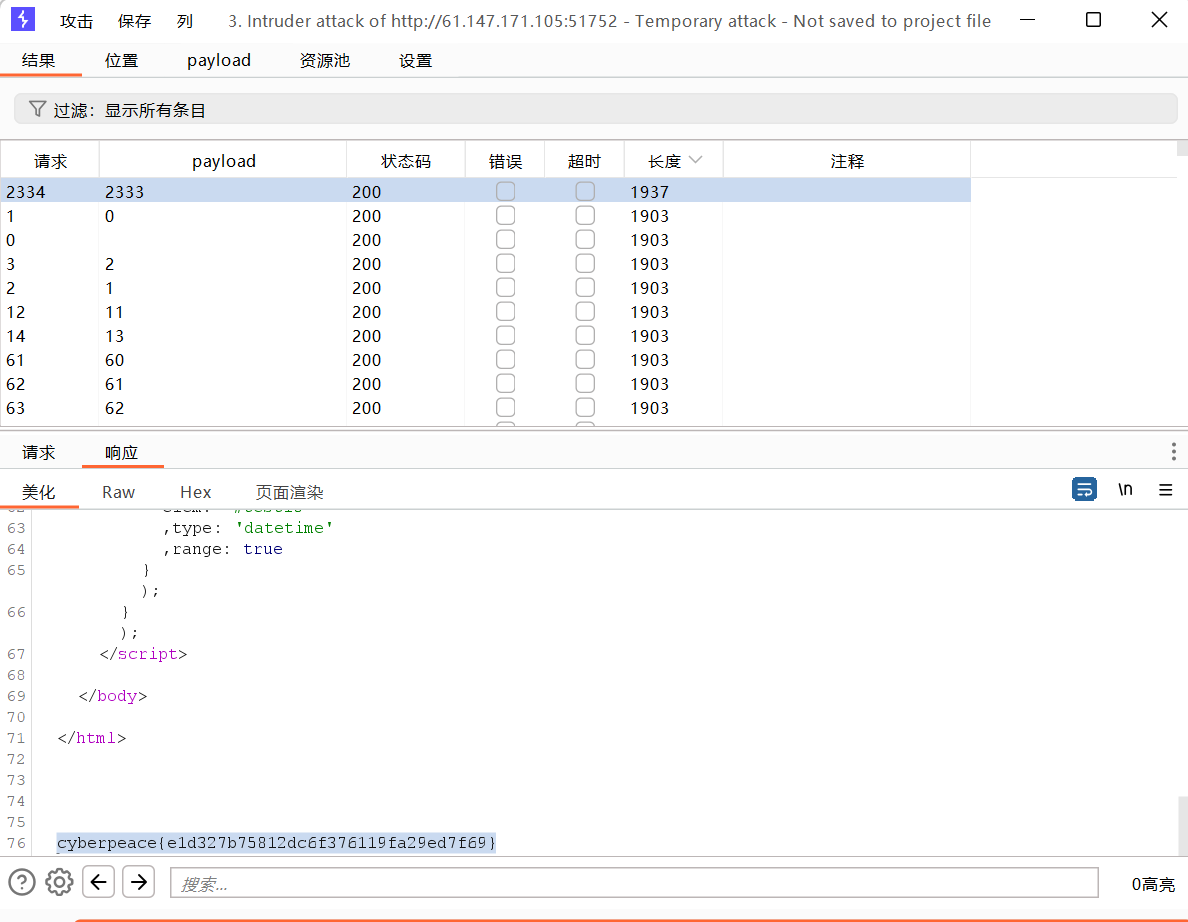 攻击 保存 列 3. Intruder attack of http://61.147.171.105:51752 - Temporary attack - Not saved to project file
结果 位置 payload 资源池 设置
过滤：显示所有条目
请求 payload 状态码 错误 超时 长度 注释
2334 2333 200 1937
1 0 200 1903
0 200 1903
3 2 200 1903
2 1 200 1903
12 11 200 1903
14 13 200 1903
61 60 200 1903
62 61 200 1903
63 62 200 1903
请求 响应
美化 Raw Hex 页面渲染 \n
63 ,type: 'datetime'
64 ,range: true
65 }
);
66 }
);
67 </script>
68
69 </body>
70
71 </html>
72
73
74
75
76 cyberpeace{e1d327b75812dc6f376119fa29ed7f69}
搜索... 0高亮